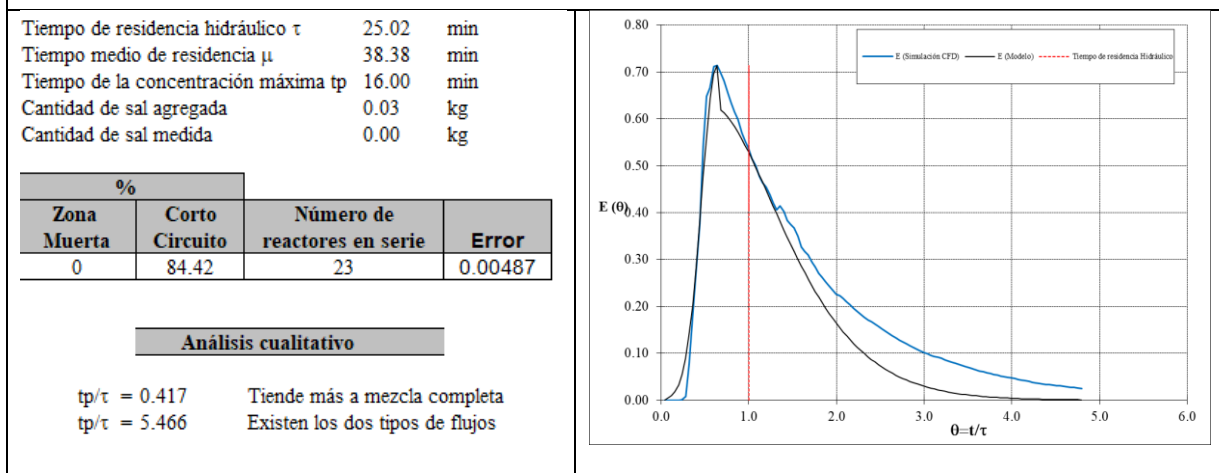 Tiempo de residencia hidráulico τ 25.02 min
Tiempo medio de residencia μ 38.38 min
Tiempo de la concentración máxima tp 16.00 min
Cantidad de sal agregada 0.03 kg
Cantidad de sal medida 0.00 kg
%
Zona Muerta Corto Circuito Número de reactores en serie Error
0 84.42 23 0.00487
Análisis cualitativo
tp/τ = 0.417 Tiende más a mezcla completa
tp/τ = 5.466 Existen los dos tipos de flujos
E (Simulación CFD) E (Modelo) Tiempo de residencia Hidráulico
0.80
0.70
0.60
0.50
E (θ)
0.40
0.30
0.20
0.10
0.00
0.0 1.0 2.0 3.0 4.0 5.0 6.0
θ=t/τ